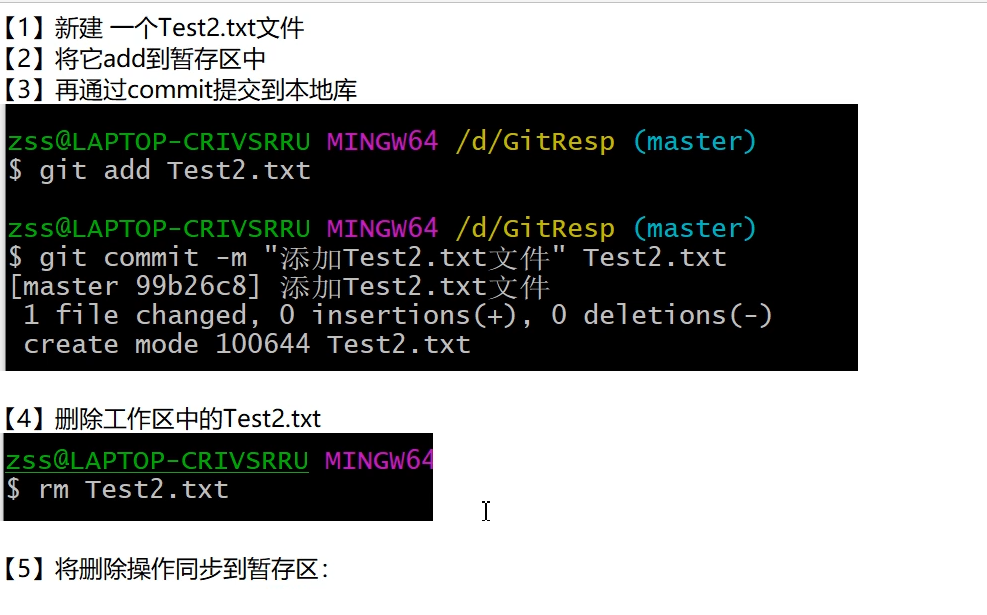 【1】新建 一个Test2.txt文件
【2】将它add到暂存区中
【3】再通过commit提交到本地库
zss@LAPTOP-CRIVSRRU MINGW64 /d/GitResp (master)
$ git add Test2.txt
zss@LAPTOP-CRIVSRRU MINGW64 /d/GitResp (master)
$ git commit -m "添加Test2.txt文件" Test2.txt
[master 99b26c8] 添加Test2.txt文件
1 file changed, 0 insertions(+), 0 deletions(-)
create mode 100644 Test2.txt
【4】删除工作区中的Test2.txt
zss@LAPTOP-CRIVSRRU MINGW64
$ rm Test2.txt
【5】将删除操作同步到暂存区：